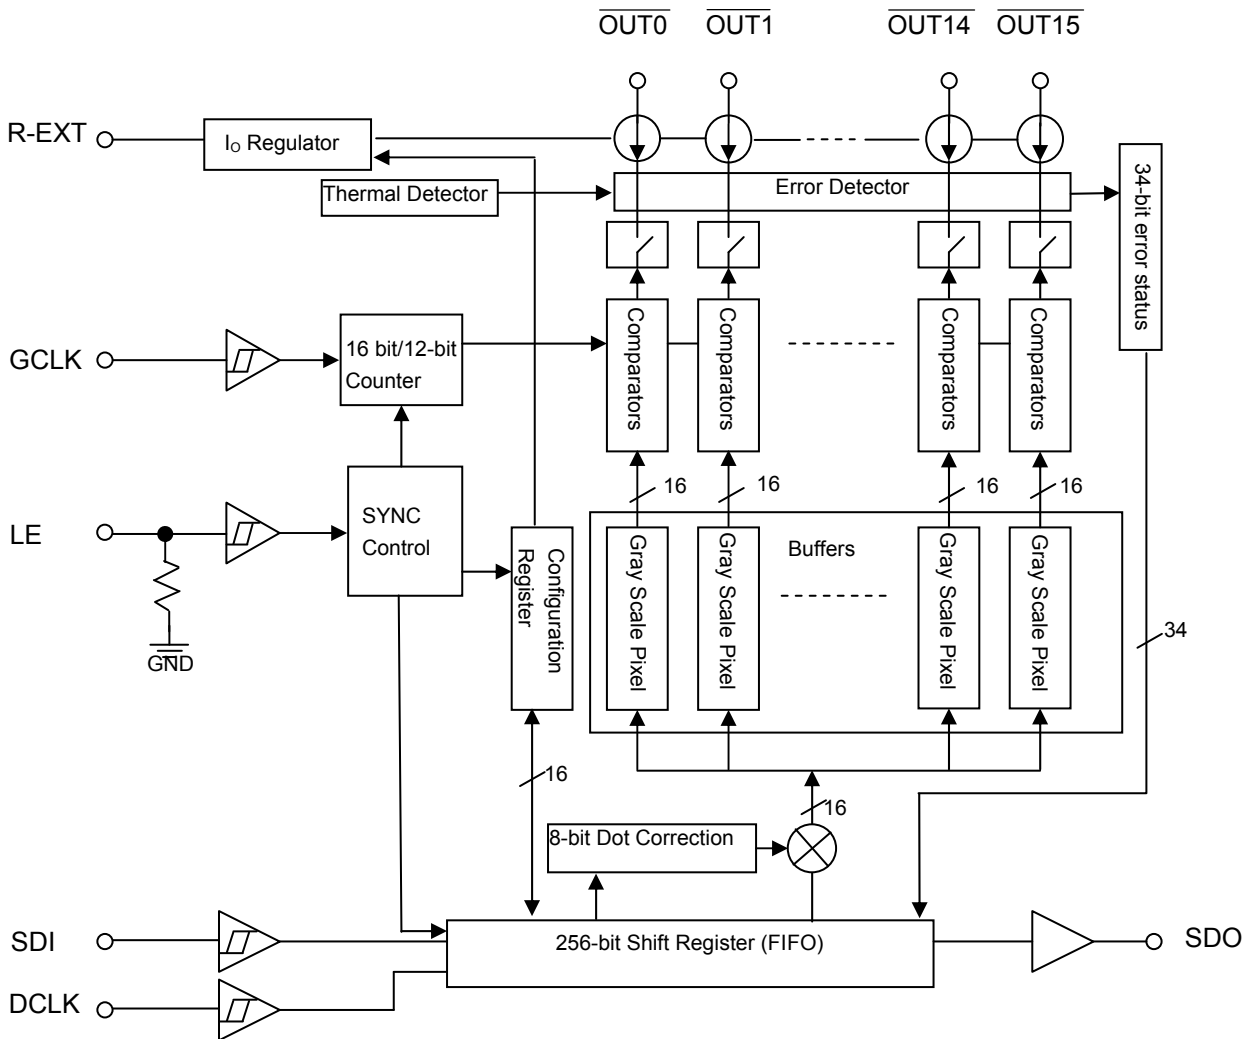 OUT0 OUT1 OUT14 OUT15
R-EXT
IO Regulator
Thermal Detector
Error Detector
34-bit error status
GCLK
16 bit/12-bit
Counter
Comparators
Comparators
Comparators
Comparators
16
16
16
16
LE
SYNC
Control
GND
Configuration
Register
Buffers
Gray Scale Pixel
Gray Scale Pixel
Gray Scale Pixel
Gray Scale Pixel
34
16
16
8-bit Dot Correction
SDI
256-bit Shift Register (FIFO)
SDO
DCLK